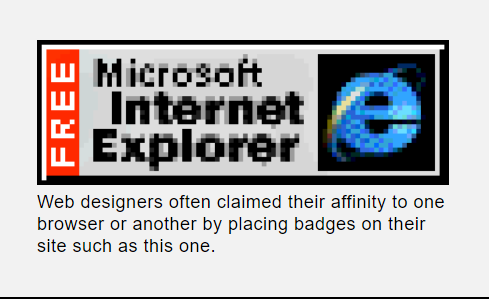 FREE
Microsoft
Internet
Explorer
Web designers often claimed their affinity to one
browser or another by placing badges on their
site such as this one.